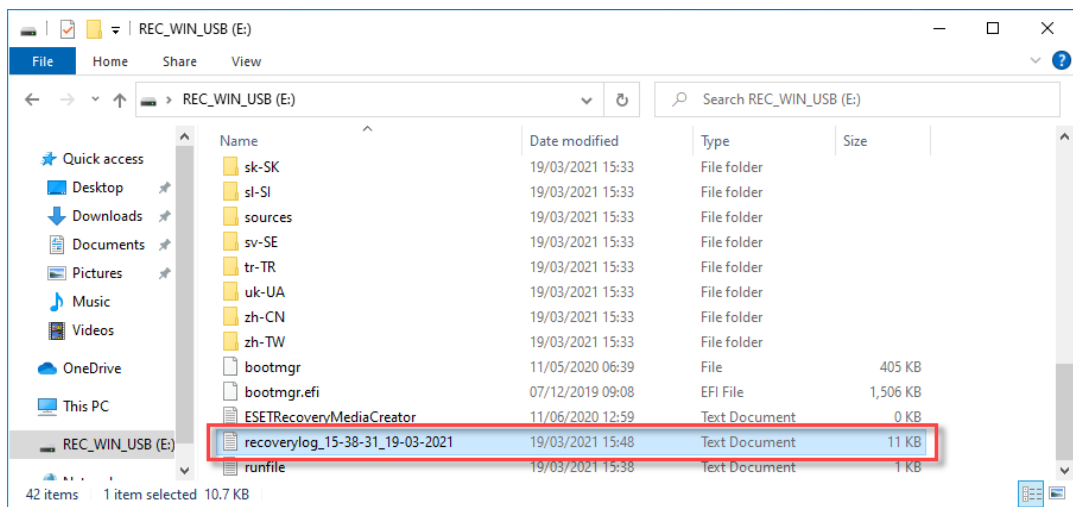 REC_WIN_USB (E:)
File Home Share View
REC_WIN_USB (E:) Search REC_WIN_USB (E:)
Name Date modified Type Size
Quick access
Desktop
Downloads
Documents
Pictures
Music
Videos
OneDrive
This PC
REC_WIN_USB (E:)
sk-SK 19/03/2021 15:33 File folder
sl-SI 19/03/2021 15:33 File folder
sources 19/03/2021 15:33 File folder
sv-SE 19/03/2021 15:33 File folder
tr-TR 19/03/2021 15:33 File folder
uk-UA 19/03/2021 15:33 File folder
zh-CN 19/03/2021 15:33 File folder
zh-TW 19/03/2021 15:33 File folder
bootmgr 11/05/2020 06:39 File 405 KB
bootmgr.efi 07/12/2019 09:08 EFI File 1,506 KB
ESETRecoveryMediaCreator 11/06/2020 12:59 Text Document 0 KB
recoverylog_15-38-31_19-03-2021 19/03/2021 15:48 Text Document 11 KB
runfile 19/03/2021 15:38 Text Document 1 KB
42 items 1 item selected 10.7 KB